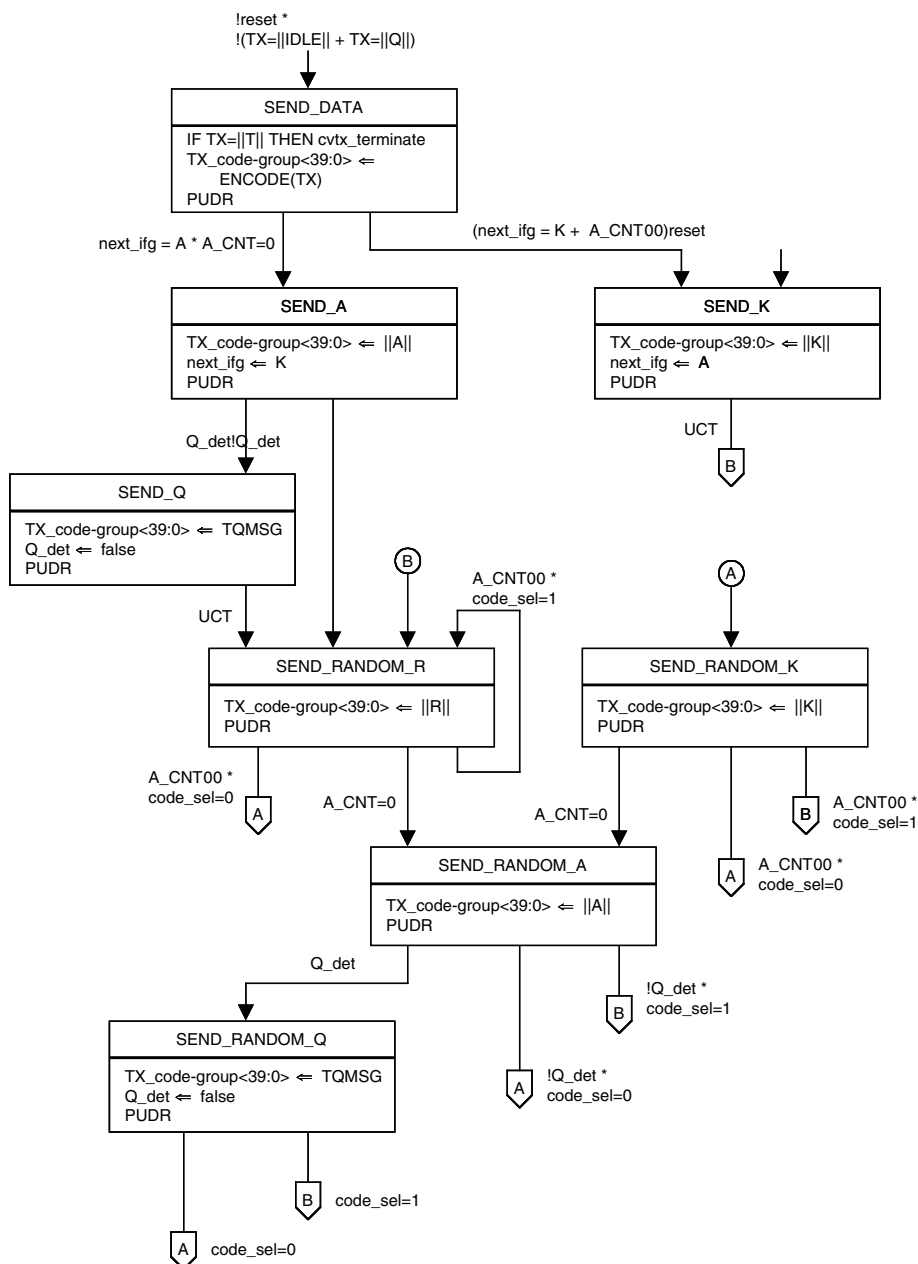 !reset *
!(TX=||IDLE|| + TX=||Q||)
SEND_DATA
IF TX=||T|| THEN cvtx_terminate
TX_code-group<39:0> ⇐
ENCODE(TX)
PUDR
next_ifg = A * A_CNT=0
(next_ifg = K + A_CNT00)reset
SEND_A
TX_code-group<39:0> ⇐ ||A||
next_ifg ⇐ K
PUDR
SEND_K
TX_code-group<39:0> ⇐ ||K||
next_ifg ⇐ A
PUDR
Q_det!Q_det
UCT
B
SEND_Q
TX_code-group<39:0> ⇐ TQMSG
Q_det ⇐ false
PUDR
UCT
B
A_CNT00 *
code_sel=1
A
SEND_RANDOM_R
TX_code-group<39:0> ⇐ ||R||
PUDR
SEND_RANDOM_K
TX_code-group<39:0> ⇐ ||K||
PUDR
A_CNT00 *
code_sel=0
A
A_CNT=0
A_CNT=0
B
A_CNT00 *
code_sel=1
A
A_CNT00 *
code_sel=0
SEND_RANDOM_A
TX_code-group<39:0> ⇐ ||A||
PUDR
Q_det
B
!Q_det *
code_sel=1
A
!Q_det *
code_sel=0
SEND_RANDOM_Q
TX_code-group<39:0> ⇐ TQMSG
Q_det ⇐ false
PUDR
B
code_sel=1
A
code_sel=0